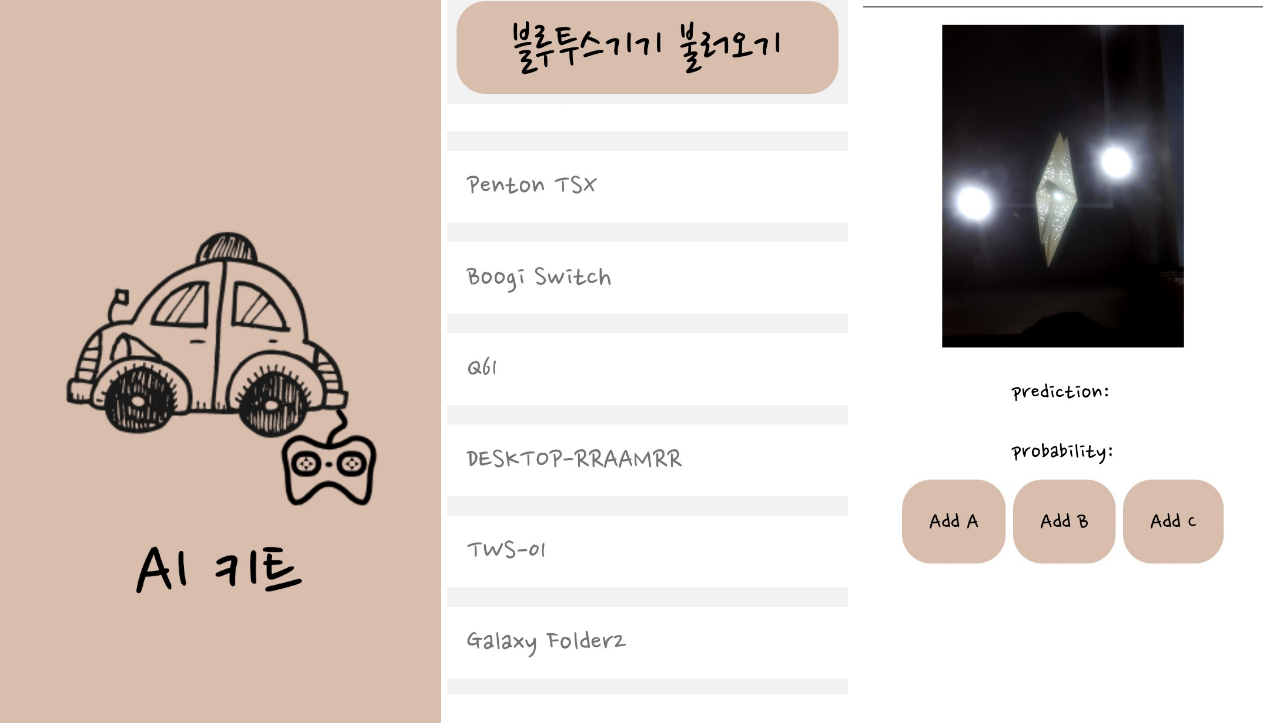 AI 키트
블루투스기기 불러오기
Penton TSX
Boogi Switch
Q61
DESKTOP-RRAAMRR
TWS-01
Galaxy Folder2
prediction:
probability:
Add A
Add B
Add C